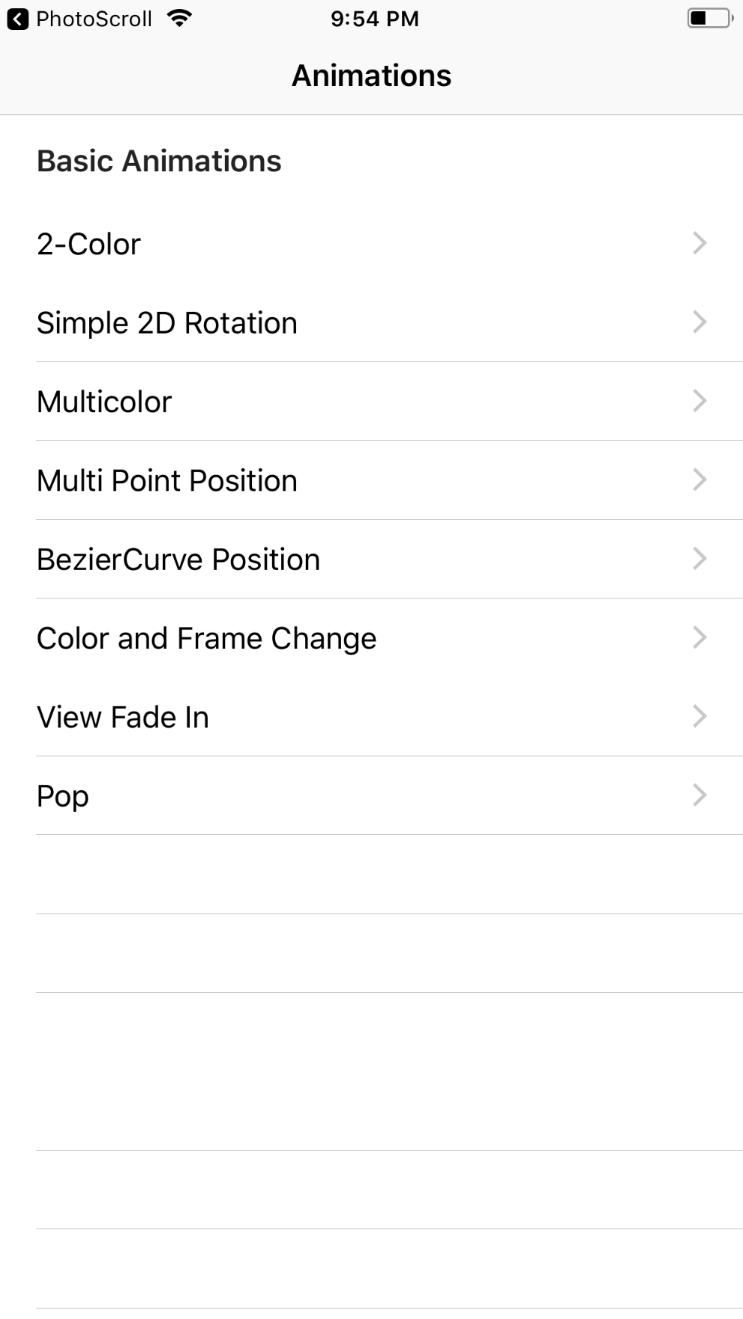 PhotoScroll 9:54 PM
Animations
Basic Animations
2-Color
Simple 2D Rotation
Multicolor
Multi Point Position
BezierCurve Position
Color and Frame Change
View Fade In
Pop